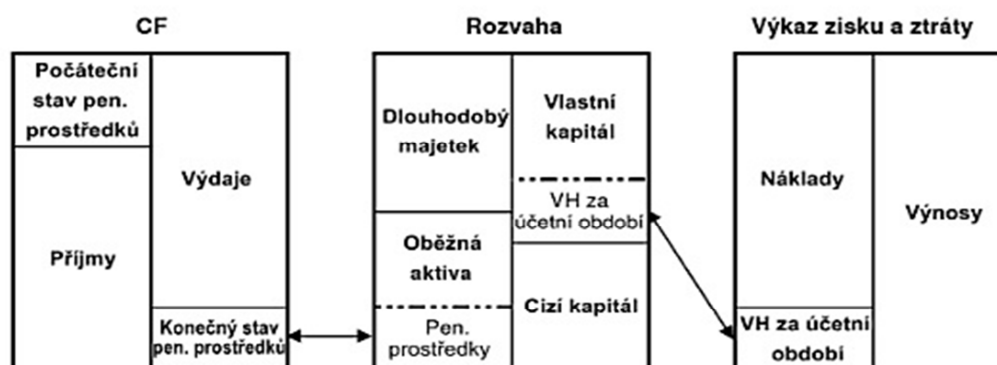 CF
Počáteční
stav pen.
prostředků
Příjmy
Výdaje
Konečný stav
pen. prostředků
Rozvaha
Dlouhodobý
majetek
Oběžná
aktiva
Pen.
prostředky
Vlastní
kapitál
VH za
účetní období
Cizí kapitál
Výkaz zisku a ztráty
Náklady
VH za účetní
období
Výnosy